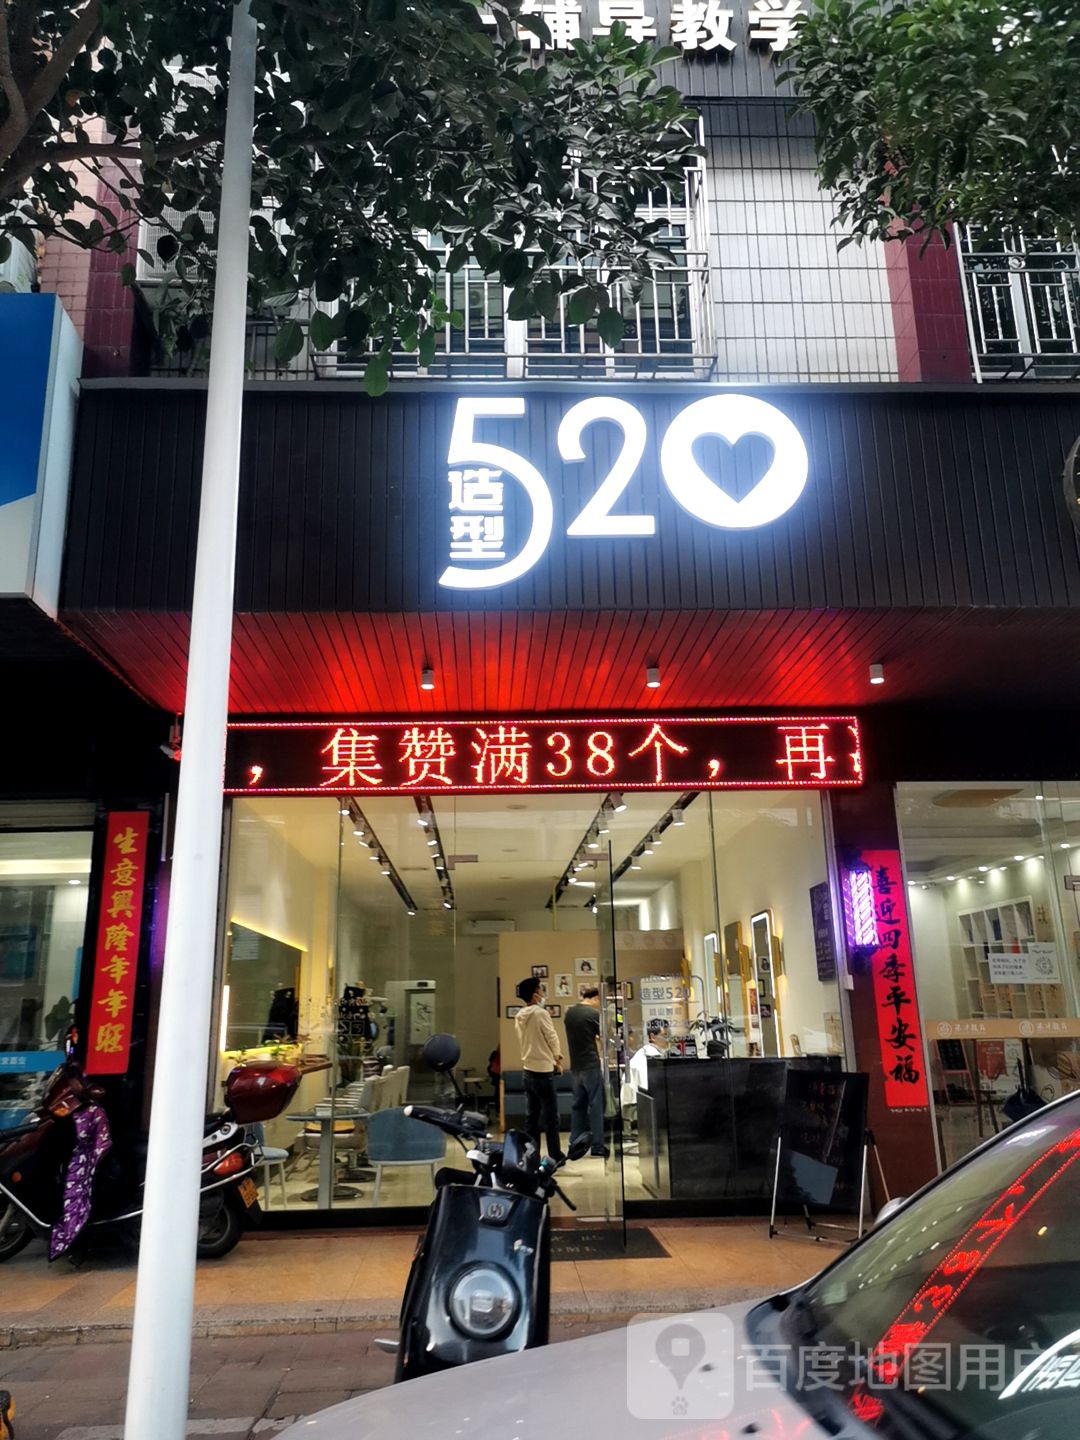 辅导教学
520
造型
，集赞满38个，再
生意興隆年年旺
喜迎四季平安福
造型520
百度地图用户